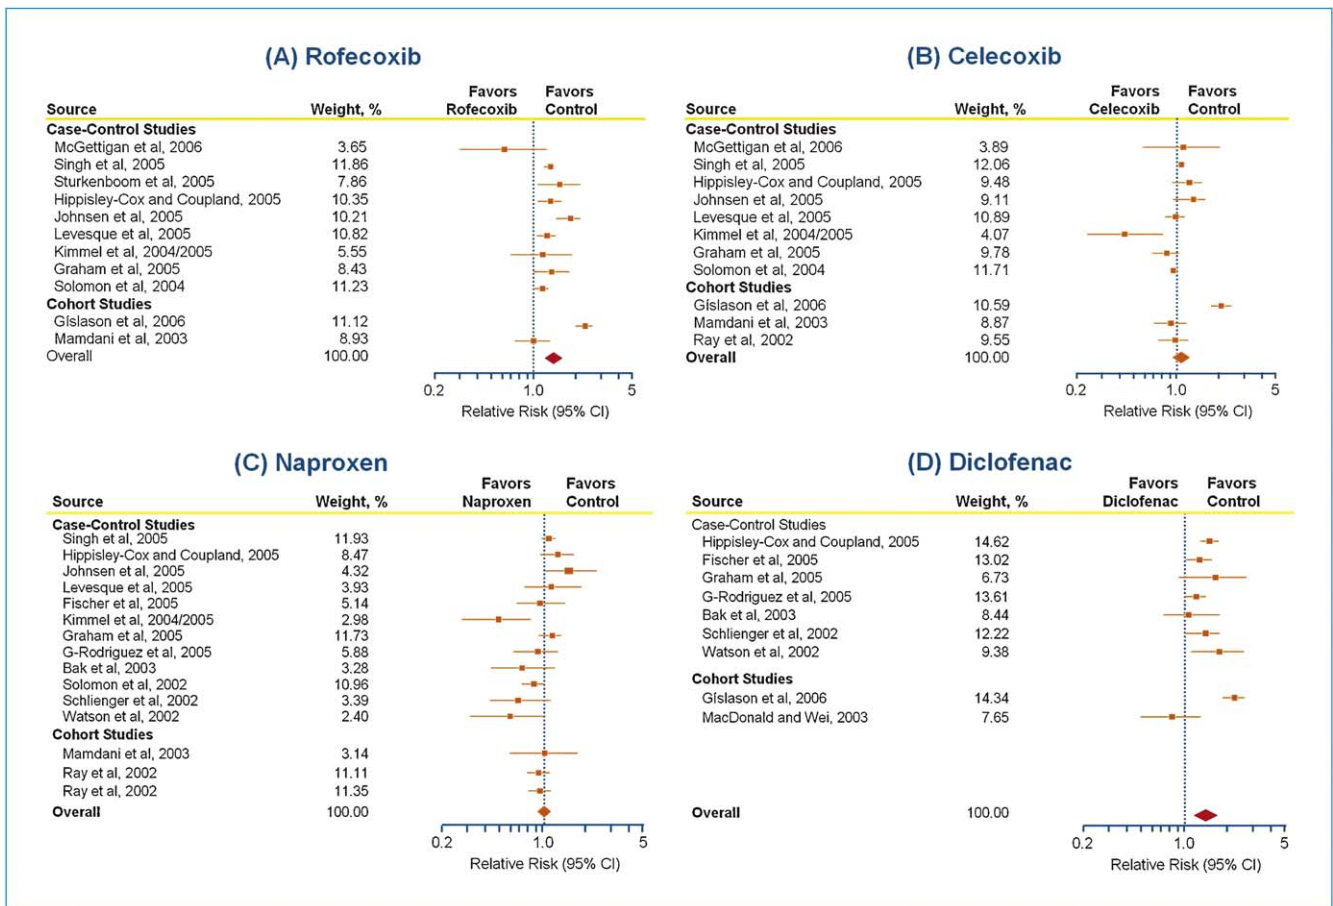 (A) Rofecoxib
Favors Favors
Source Weight, % Rofecoxib Control
Case-Control Studies
McGettigan et al, 2006 3.65
Singh et al, 2005 11.86
Sturkenboom et al, 2005 7.86
Hippisley-Cox and Coupland, 2005 10.35
Johnsen et al, 2005 10.21
Levesque et al, 2005 10.82
Kimmel et al, 2004/2005 5.55
Graham et al, 2005 8.43
Solomon et al, 2004 11.23
Cohort Studies
Gíslason et al, 2006 11.12
Mamdani et al, 2003 8.93
Overall 100.00
0.2 1.0 5
Relative Risk (95% CI)
(B) Celecoxib
Favors Favors
Source Weight, % Celecoxib Control
Case-Control Studies
McGettigan et al, 2006 3.89
Singh et al, 2005 12.06
Hippisley-Cox and Coupland, 2005 9.48
Johnsen et al, 2005 9.11
Levesque et al, 2005 10.89
Kimmel et al, 2004/2005 4.07
Graham et al, 2005 9.78
Solomon et al, 2004 11.71
Cohort Studies
Gíslason et al, 2006 10.59
Mamdani et al, 2003 8.87
Ray et al, 2002 9.55
Overall 100.00
0.2 1.0 5
Relative Risk (95% CI)
(C) Naproxen
Favors Favors
Source Weight, % Naproxen Control
Case-Control Studies
Singh et al, 2005 11.93
Hippisley-Cox and Coupland, 2005 8.47
Johnsen et al, 2005 4.32
Levesque et al, 2005 3.93
Fischer et al, 2005 5.14
Kimmel et al, 2004/2005 2.98
Graham et al, 2005 11.73
G-Rodriguez et al, 2005 5.88
Bak et al, 2003 3.28
Solomon et al, 2002 10.96
Schlienger et al, 2002 3.39
Watson et al, 2002 2.40
Cohort Studies
Mamdani et al, 2003 3.14
Ray et al, 2002 11.11
Ray et al, 2002 11.35
Overall 100.00
0.2 1.0 5
Relative Risk (95% CI)
(D) Diclofenac
Favors Favors
Source Weight, % Diclofenac Control
Case-Control Studies
Hippisley-Cox and Coupland, 2005 14.62
Fischer et al, 2005 13.02
Graham et al, 2005 6.73
G-Rodriguez et al, 2005 13.61
Bak et al, 2003 8.44
Schlienger et al, 2002 12.22
Watson et al, 2002 9.38
Cohort Studies
Gíslason et al, 2006 14.34
MacDonald and Wei, 2003 7.65
Overall 100.00
0.2 1.0 5
Relative Risk (95% CI)